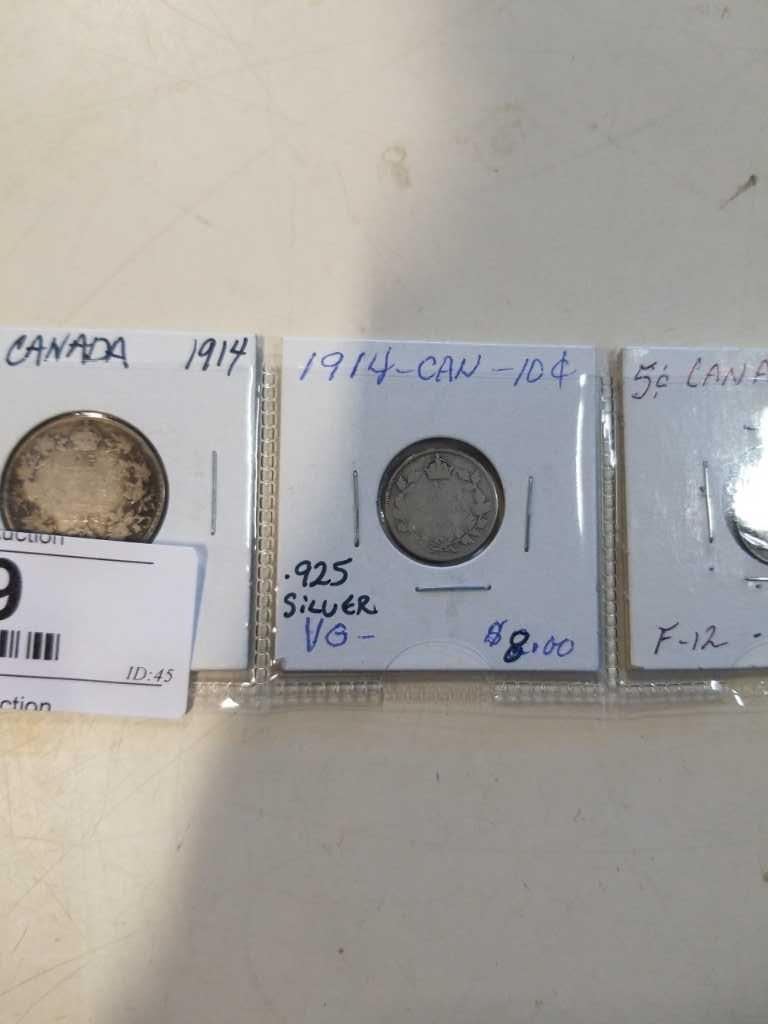 CANADA 1914
uction
9
ID:45
ction
1914-CAN-10¢
.925
SILVER
VG-
$8.00
5¢ CANA
F-12 -